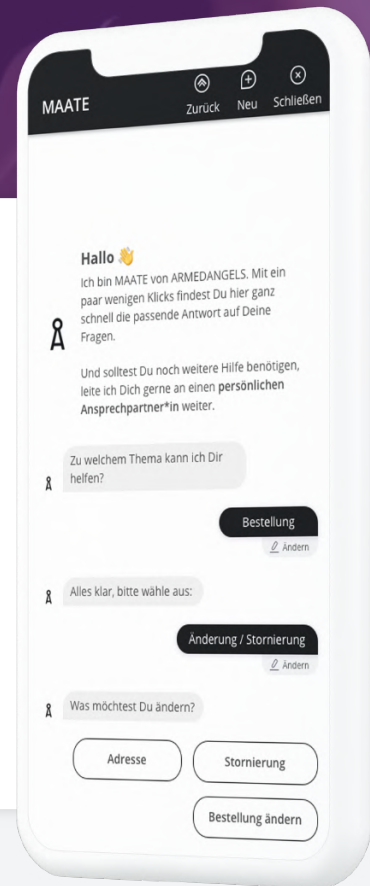 MAATE
Zurück
Neu
Schließen
Hallo 👋
Ich bin MAATE von ARMEDANGELS. Mit ein
paar wenigen Klicks findest Du hier ganz
schnell die passende Antwort auf Deine
Fragen.
Und solltest Du noch weitere Hilfe benötigen,
leite ich Dich gerne an einen persönlichen
Ansprechpartner*in weiter.
Zu welchem Thema kann ich Dir
helfen?
Bestellung
Ändern
Alles klar, bitte wähle aus:
Änderung / Stornierung
Ändern
Was möchtest Du ändern?
Adresse
Stornierung
Bestellung ändern